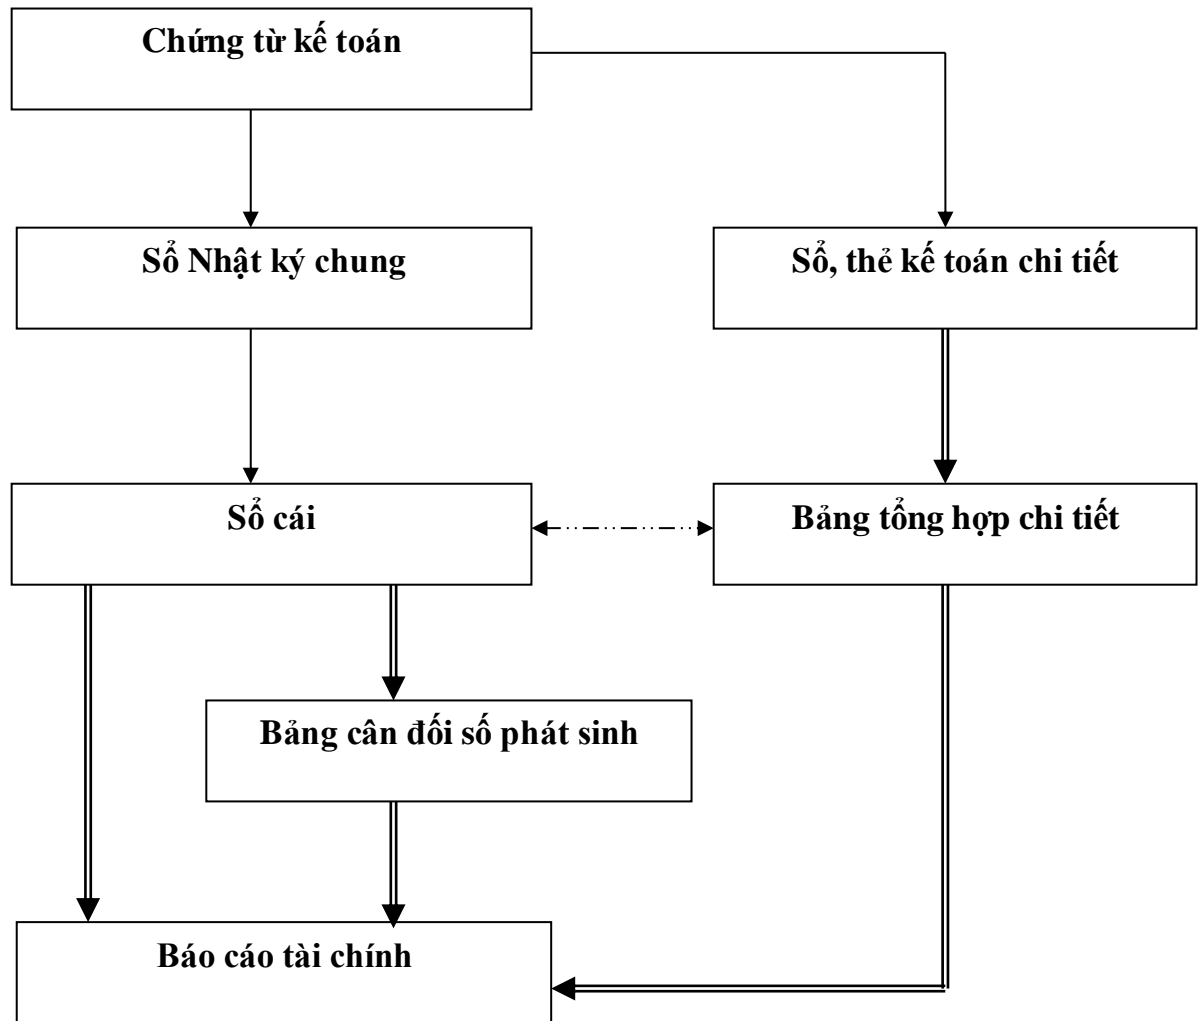 Chứng từ kế toán
Sổ Nhật ký chung
Sổ, thẻ kế toán chi tiết
Sổ cái
Bảng tổng hợp chi tiết
Bảng cân đối số phát sinh
Báo cáo tài chính